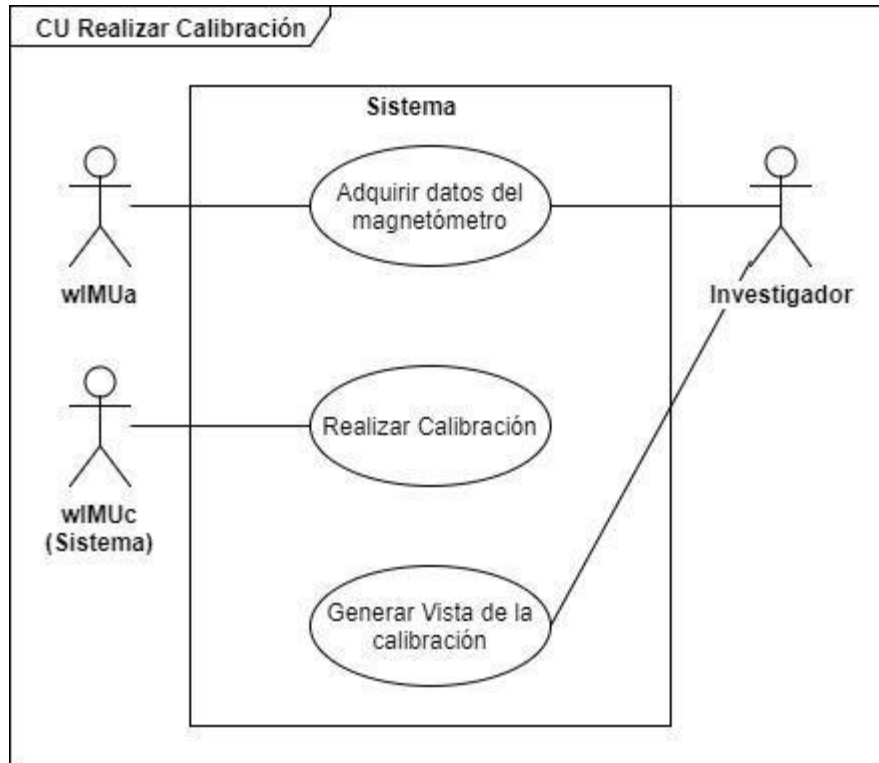 CU Realizar Calibración
Sistema
Adquirir datos del
magnetómetro
wIMUa
Investigador
Realizar Calibración
wIMUc
(Sistema)
Generar Vista de la
calibración